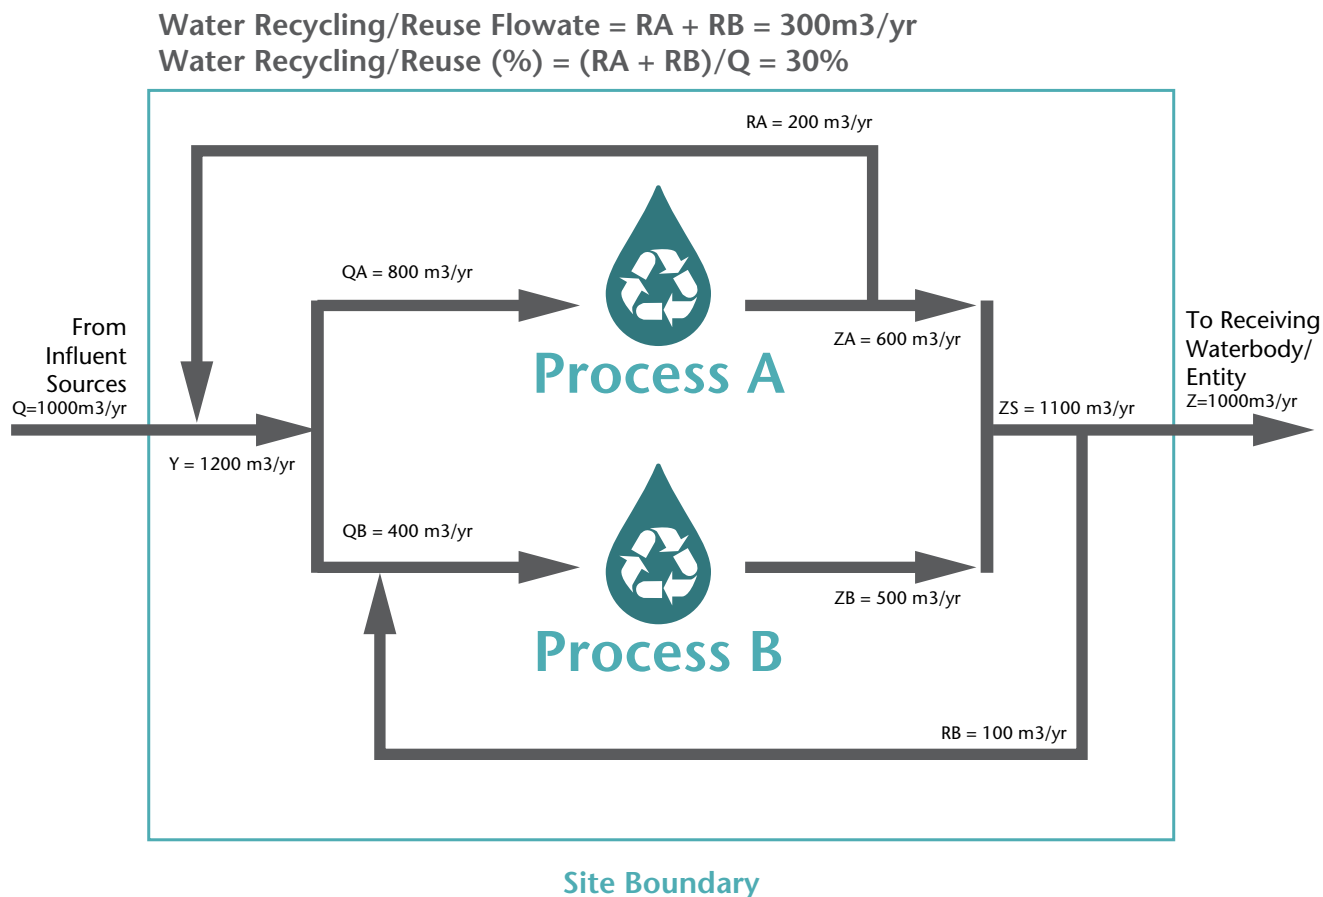 Water Recycling/Reuse Flowate = RA + RB = 300m3/yr
Water Recycling/Reuse (%) = (RA + RB)/Q = 30%
RA = 200 m3/yr
QA = 800 m3/yr
Process A
ZA = 600 m3/yr
From
Influent
Sources
Q=1000m3/yr
Y = 1200 m3/yr
To Receiving
Waterbody/
Entity
Z=1000m3/yr
ZS = 1100 m3/yr
QB = 400 m3/yr
Process B
ZB = 500 m3/yr
RB = 100 m3/yr
Site Boundary